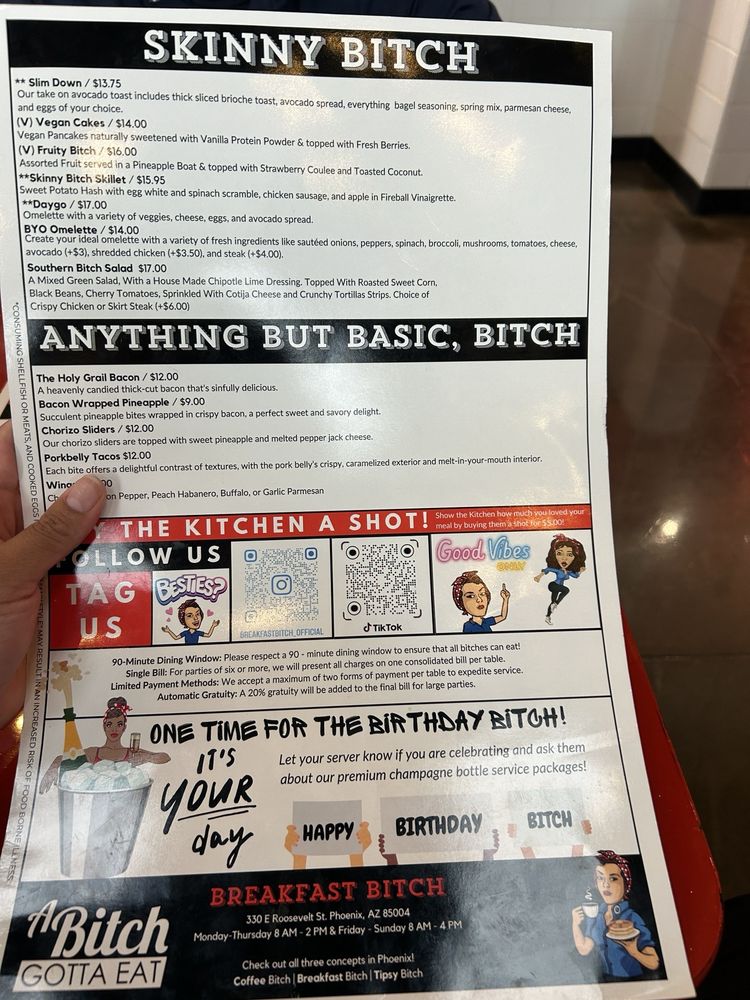 SKINNY BITCH
** Slim Down / $13.75
Our take on avocado toast includes thick sliced brioche toast, avocado spread, everything bagel seasoning, spring mix, parmesan cheese,
and eggs of your choice.
(V) Vegan Cakes / $14.00
Vegan Pancakes naturally sweetened with Vanilla Protein Powder & topped with Fresh Berries.
(V) Fruity Bitch / $16.00
Assorted Fruit served in a Pineapple Boat & topped with Strawberry Coulee and Toasted Coconut.
**Skinny Bitch Skillet / $15.95
Sweet Potato Hash with egg white and spinach scramble, chicken sausage, and apple in Fireball Vinaigrette.
**Daygo / $17.00
Omelette with a variety of veggies, cheese, eggs, and avocado spread.
BYO Omelette / $14.00
Create your ideal omelette with a variety of fresh ingredients like sautéed onions, peppers, spinach, broccoli, mushrooms, tomatoes, cheese,
avocado (+$3), shredded chicken (+$3.50), and steak (+$4.00).
Southern Bitch Salad $17.00
A Mixed Green Salad, With a House Made Chipotle Lime Dressing. Topped With Roasted Sweet Corn,
Black Beans, Cherry Tomatoes, Sprinkled With Cotija Cheese and Crunchy Tortillas Strips. Choice of
Crispy Chicken or Skirt Steak (+$6.00)
ANYTHING BUT BASIC, BITCH
The Holy Grail Bacon / $12.00
A heavenly candied thick-cut bacon that's sinfully delicious.
Bacon Wrapped Pineapple / $9.00
Succulent pineapple bites wrapped in crispy bacon, a perfect sweet and savory delight.
Chorizo Sliders / $12.00
Our chorizo sliders are topped with sweet pineapple and melted pepper jack cheese.
Porkbelly Tacos $12.00
Each bite offers a delightful contrast of textures, with the pork belly's crispy, caramelized exterior and melt-in-your-mouth interior.
Pepper, Peach Habanero, Buffalo, or Garlic Parmesan
THE KITCHEN A SHOT!
Show the Kitchen how much you loved your
meal by buying them a shot for $5.00!
FOLLOW US
TAG
US
BESTIES?
@BREAKFASTBITCH_OFFICIAL
TikTok
Good Vibes
ONLY
90-Minute Dining Window: Please respect a 90 - minute dining window to ensure that all bitches can eat!
Single Bill: For parties of six or more, we will present all charges on one consolidated bill per table.
Limited Payment Methods: We accept a maximum of two forms of payment per table to expedite service.
Automatic Gratuity: A 20% gratuity will be added to the final bill for large parties.
ONE TIME FOR THE BIRTHDAY BITCH!
IT'S
YOUR
day
Let your server know if you are celebrating and ask them
about our premium champagne bottle service packages!
HAPPY
BIRTHDAY
BITCH
A Bitch
GOTTA EAT
BREAKFAST BITCH
330 E Roosevelt St. Phoenix, AZ 85004
Monday-Thursday 8 AM - 2 PM & Friday - Sunday 8 AM - 4 PM
Check out all three concepts in Phoenix!
Coffee Bitch | Breakfast Bitch | Tipsy Bitch
*CONSUMING SHELLFISH OR MEATS, AND COOKED EGGS STYLE" MAY RESULT IN AN INCREASED RISK OF FOOD BORNE ILLNESS